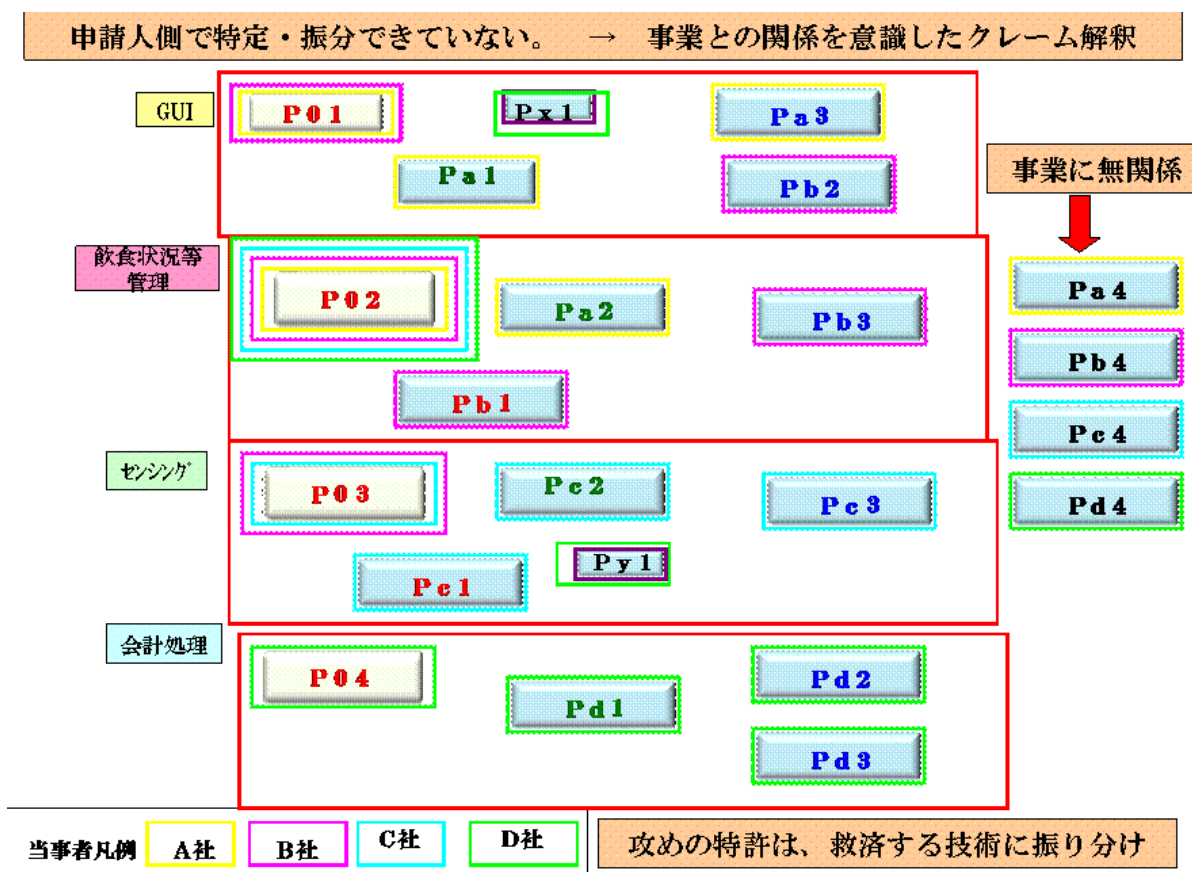 申請人側で特定・振分できていない。 → 事業との関係を意識したクレーム解釈
GUI
P01
Px1
Pa3
Pa1
Pb2
事業に無関係
飲食状況等
管理
P02
Pa2
Pb3
Pb1
Pa4
Pb4
Pc4
Pd4
センシング
P03
Pc2
Pc3
Py1
Pc1
会計処理
P04
Pd1
Pd2
Pd3
当事者凡例 A社 B社 C社 D社
攻めの特許は、救済する技術に振り分け